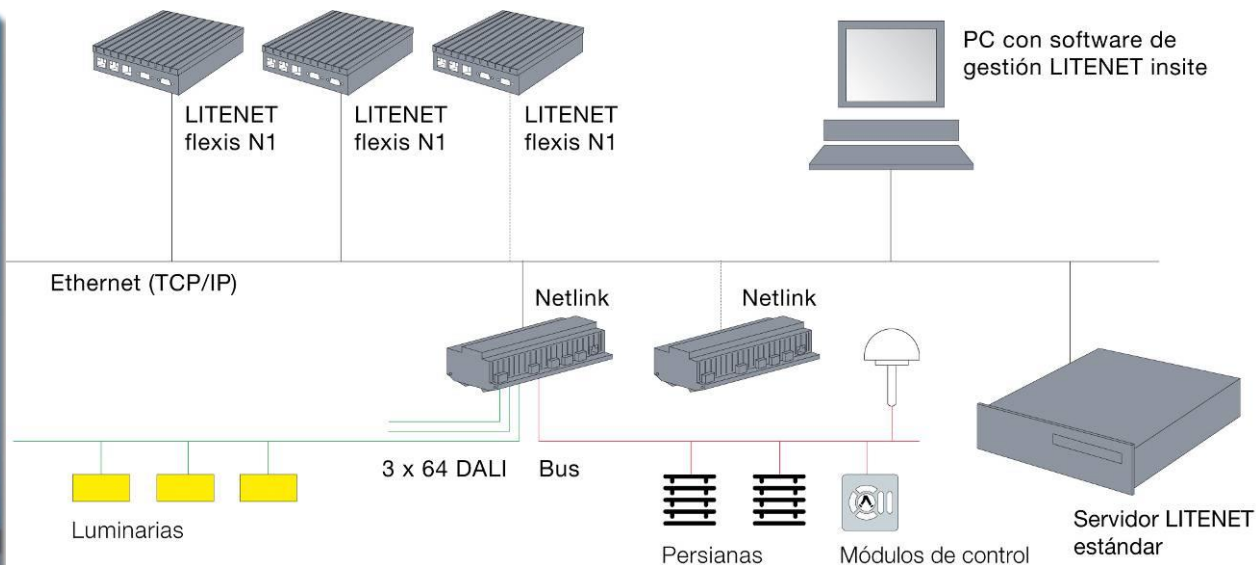 PC con software de
gestión LITENET insite
LITENET
flexis N1
LITENET
flexis N1
LITENET
flexis N1
Ethernet (TCP/IP)
Netlink
Netlink
3 x 64 DALI
Bus
Luminarias
Persianas
Módulos de control
Servidor LITENET
estándar